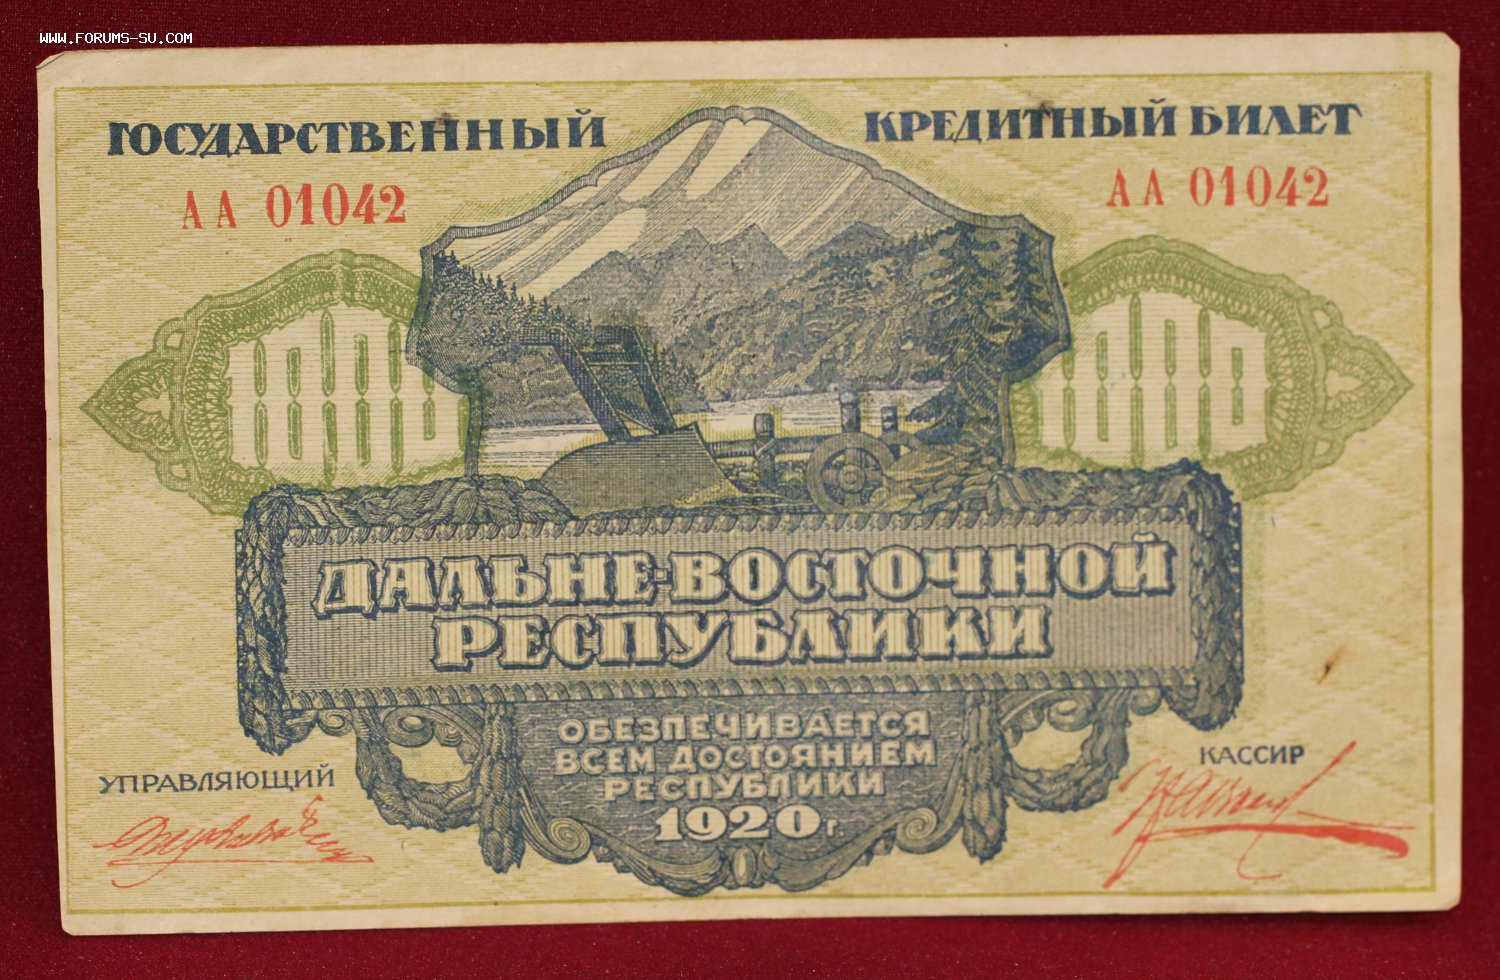 WWW.FORUMS-SU.COM
ГОСУДАРСТВЕННЫЙ КРЕДИТНЫЙ БИЛЕТ
АА 01042 АА 01042
1000 1000
ДАЛЬНЕ-ВОСТОЧНОЙ
РЕСПУБЛИКИ
ОБЕЗПЕЧИВАЕТСЯ
ВСЕМ ДОСТОЯНИЕМ
РЕСПУБЛИКИ
1920 г.
УПРАВЛЯЮЩИЙ КАССИР